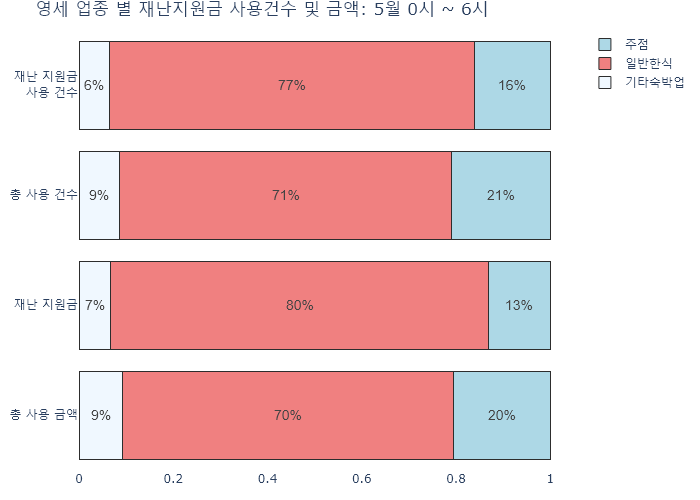 영세 업종 별 재난지원금 사용건수 및 금액: 5월 0시 ~ 6시
주점
일반한식
기타숙박업
재난 지원금
사용 건수
6%
77%
16%
총 사용 건수
9%
71%
21%
재난 지원금
7%
80%
13%
총 사용 금액
9%
70%
20%
0
0.2
0.4
0.6
0.8
1